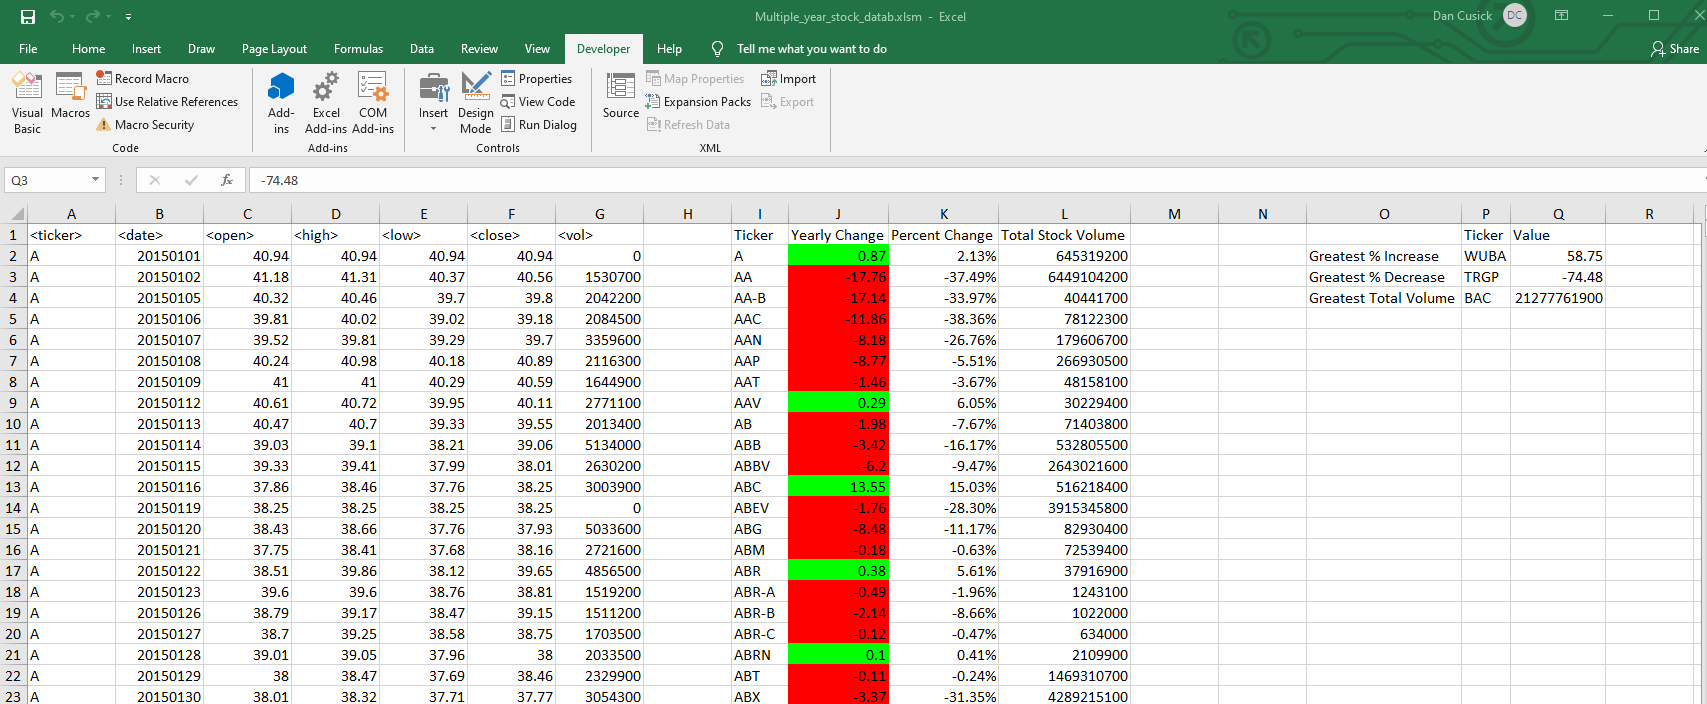 Multiple_year_stock_datab.xlsm - Excel
Dan Cusick DC
File Home Insert Draw Page Layout Formulas Data Review View Developer Help Tell me what you want to do Share
Visual Basic
Macros
Record Macro
Use Relative References
Macro Security
Code
Add-ins
Excel Add-ins
COM Add-ins
Add-ins
Insert
Design Mode
Properties
View Code
Run Dialog
Controls
Source
Map Properties
Expansion Packs
Refresh Data
Import
Export
XML
Q3 fx -74.48
A B C D E F G H I J K L M N O P Q R
1 <ticker> <date> <open> <high> <low> <close> <vol> Ticker Yearly Change Percent Change Total Stock Volume Ticker Value
2 A 20150101 40.94 40.94 40.94 40.94 0 A 0.87 2.13% 645319200 Greatest % Increase WUBA 58.75
3 A 20150102 41.18 41.31 40.37 40.56 1530700 AA -17.76 -37.49% 6449104200 Greatest % Decrease TRGP -74.48
4 A 20150105 40.32 40.46 39.7 39.8 2042200 AA-B -17.14 -33.97% 40441700 Greatest Total Volume BAC 21277761900
5 A 20150106 39.81 40.02 39.02 39.18 2084500 AAC -11.86 -38.36% 78122300
6 A 20150107 39.52 39.81 39.29 39.7 3359600 AAN -8.18 -26.76% 179606700
7 A 20150108 40.24 40.98 40.18 40.89 2116300 AAP -8.77 -5.51% 266930500
8 A 20150109 41 41 40.29 40.59 1644900 AAT -1.46 -3.67% 48158100
9 A 20150112 40.61 40.72 39.95 40.11 2771100 AAV 0.29 6.05% 30229400
10 A 20150113 40.47 40.7 39.33 39.55 2013400 AB -1.98 -7.67% 71403800
11 A 20150114 39.03 39.1 38.21 39.06 5134000 ABB -3.42 -16.17% 532805500
12 A 20150115 39.33 39.41 37.99 38.01 2630200 ABBV -6.2 -9.47% 2643021600
13 A 20150116 37.86 38.46 37.76 38.25 3003900 ABC 13.55 15.03% 516218400
14 A 20150119 38.25 38.25 38.25 38.25 0 ABEV -1.76 -28.30% 3915345800
15 A 20150120 38.43 38.66 37.76 37.93 5033600 ABG -8.48 -11.17% 82930400
16 A 20150121 37.75 38.41 37.68 38.16 2721600 ABM -0.18 -0.63% 72539400
17 A 20150122 38.51 39.86 38.12 39.65 4856500 ABR 0.38 5.61% 37916900
18 A 20150123 39.6 39.6 38.76 38.81 1519200 ABR-A -0.49 -1.96% 1243100
19 A 20150126 38.79 39.17 38.47 39.15 1511200 ABR-B -2.14 -8.66% 1022000
20 A 20150127 38.7 39.25 38.58 38.75 1703500 ABR-C -0.12 -0.47% 634000
21 A 20150128 39.01 39.05 37.96 38 2033500 ABRN 0.1 0.41% 2109900
22 A 20150129 38 38.47 37.69 38.46 2329900 ABT -0.11 -0.24% 1469310700
23 A 20150130 38.01 38.32 37.71 37.77 3054300 ABX -3.37 -31.35% 4289215100